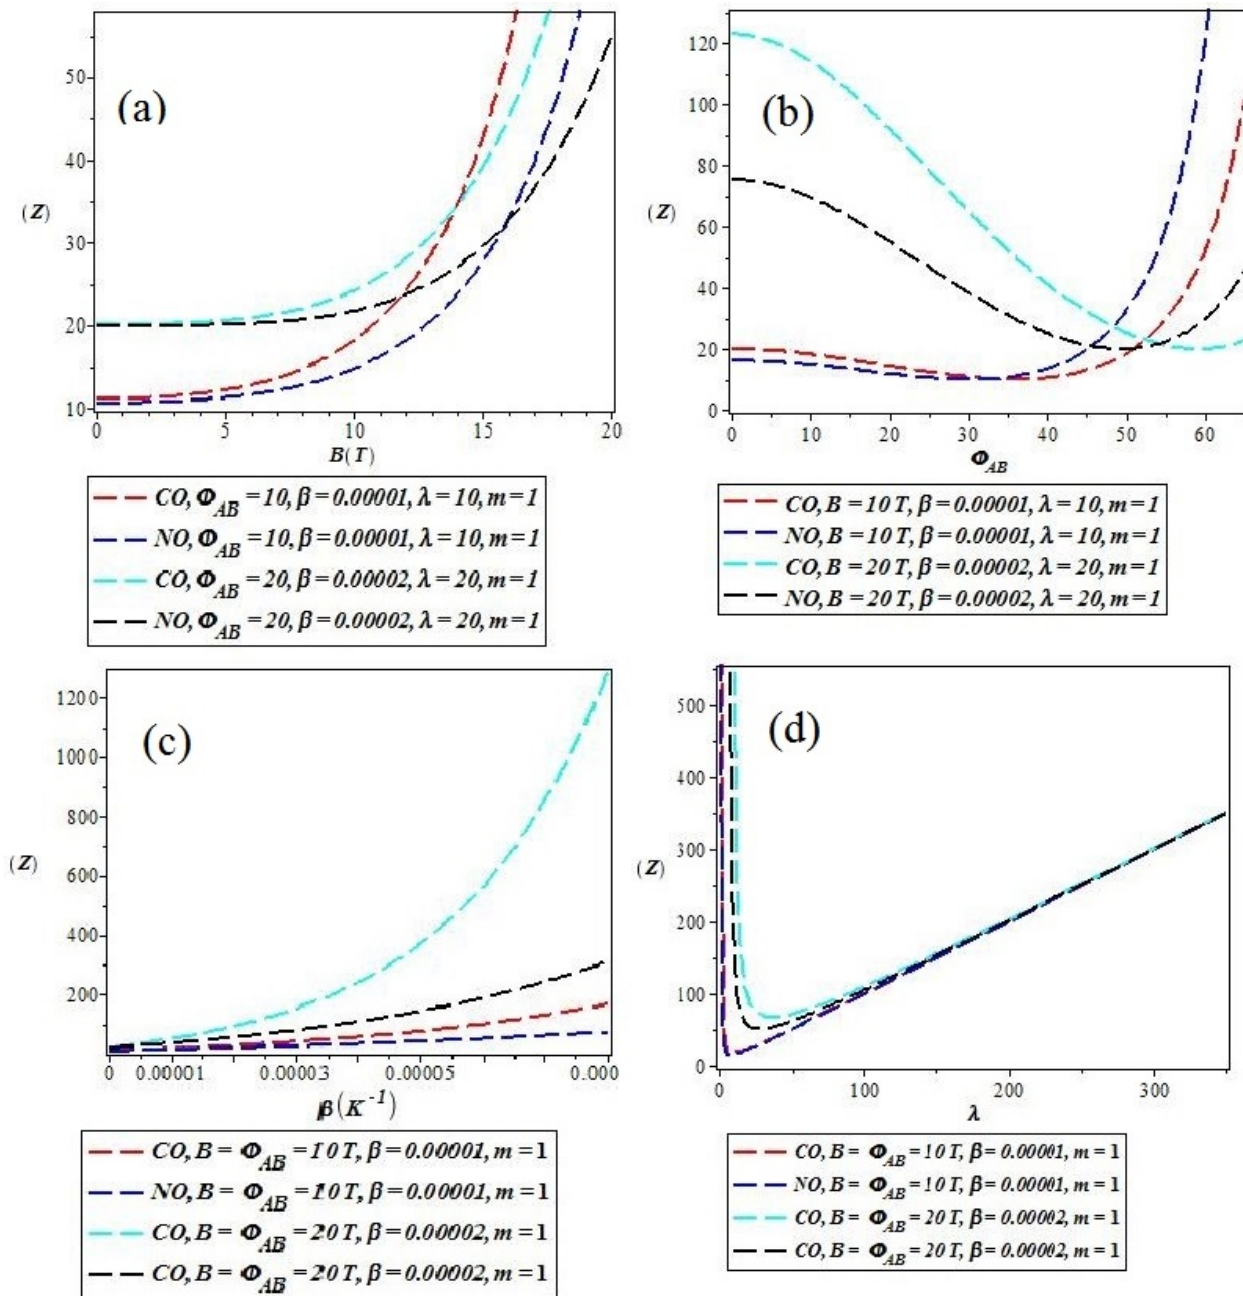 (a)
50
40
(Z)
30
20
10
0 5 10 15 20
B(T)
CO, Φ_AB = 10, β = 0.00001, λ = 10, m = 1
NO, Φ_AB = 10, β = 0.00001, λ = 10, m = 1
CO, Φ_AB = 20, β = 0.00002, λ = 20, m = 1
NO, Φ_AB = 20, β = 0.00002, λ = 20, m = 1
(b)
120
100
80
(Z)
60
40
20
0
0 10 20 30 40 50 60
Φ_AB
CO, B = 10 T, β = 0.00001, λ = 10, m = 1
NO, B = 10 T, β = 0.00001, λ = 10, m = 1
CO, B = 20 T, β = 0.00002, λ = 20, m = 1
NO, B = 20 T, β = 0.00002, λ = 20, m = 1
(c)
1200
1000
800
(Z)
600
400
200
0 0.00001 0.00003 0.00005 0.000
β (K⁻¹)
CO, B = Φ_AB = 10 T, β = 0.00001, m = 1
NO, B = Φ_AB = 10 T, β = 0.00001, m = 1
CO, B = Φ_AB = 20 T, β = 0.00002, m = 1
CO, B = Φ_AB = 20 T, β = 0.00002, m = 1
(d)
500
400
300
(Z)
200
100
0
0 100 200 300
λ
CO, B = Φ_AB = 10 T, β = 0.00001, m = 1
NO, B = Φ_AB = 10 T, β = 0.00001, m = 1
CO, B = Φ_AB = 20 T, β = 0.00002, m = 1
CO, B = Φ_AB = 20 T, β = 0.00002, m = 1